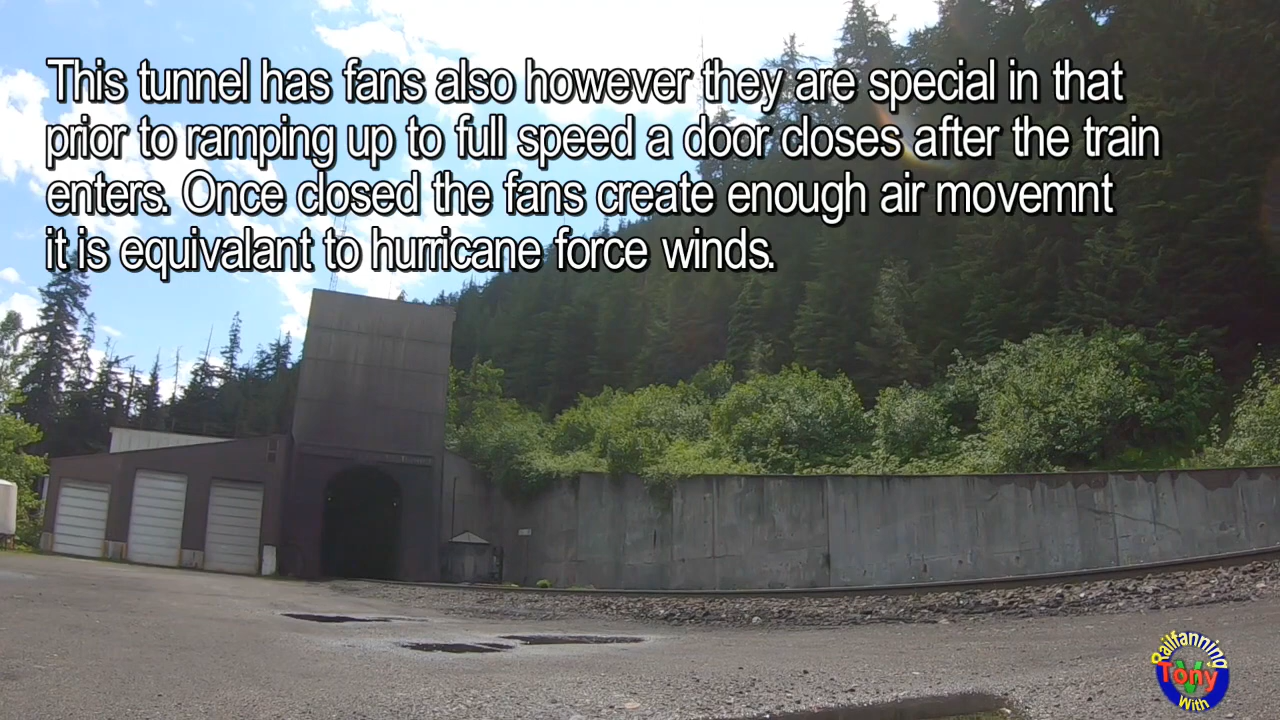 This tunnel has fans also however they are special in that
prior to ramping up to full speed a door closes after the train
enters. Once closed the fans create enough air movemnt
it is equivalant to hurricane force winds.
Railfanning
Tony V
With